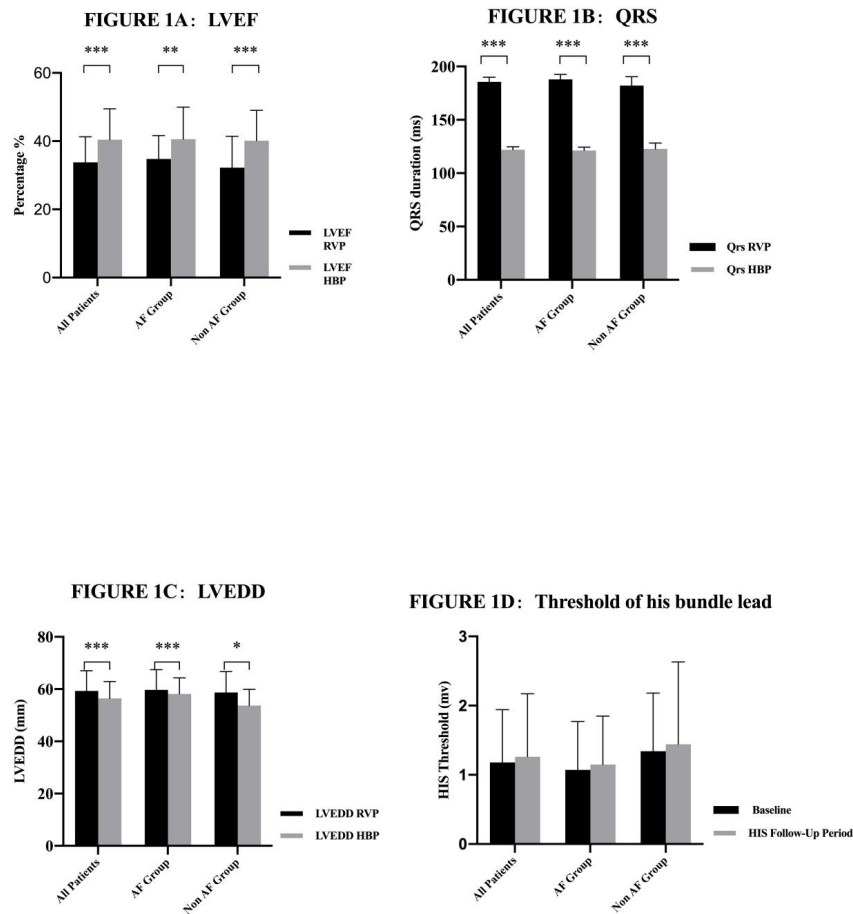 FIGURE 1A: LVEF
*** ** ***
Percentage %
60
40
20
0
All Patients
AF Group
Non AF Group
LVEF
RVP
LVEF
HBP
FIGURE 1B: QRS
*** *** ***
QRS duration (ms)
200
150
100
50
0
All Patients
AF Group
Non AF Group
Qrs RVP
Qrs HBP
FIGURE 1C: LVEDD
*** *** *
LVEDD (mm)
80
60
40
20
0
All Patients
AF Group
Non AF Group
LVEDD RVP
LVEDD HBP
FIGURE 1D: Threshold of his bundle lead
HIS Threshold (mv)
3
2
1
0
All Patients
AF Group
Non AF Group
Baseline
HIS Follow-Up Period